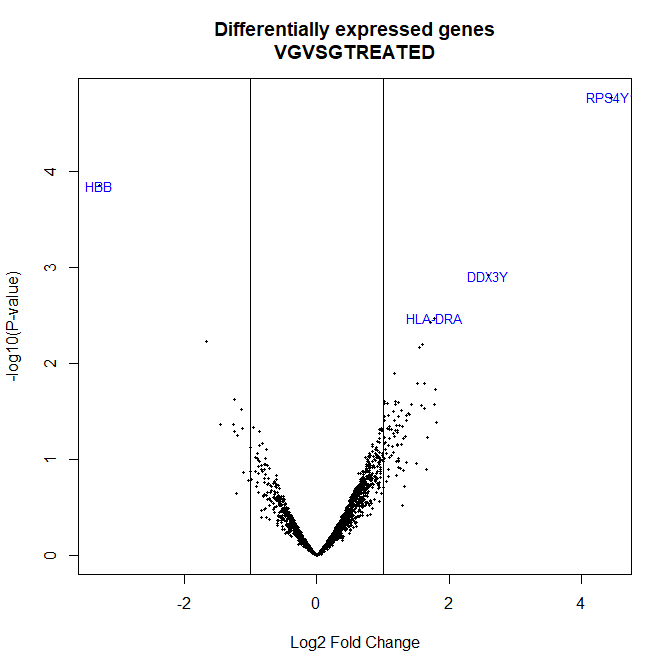 Differentially expressed genes
VGVSGTREATED
RPS4Y
4
HBB
3
DDX3Y
HLA-DRA
2
1
0
-log10(P-value)
-2
0
2
4
Log2 Fold Change